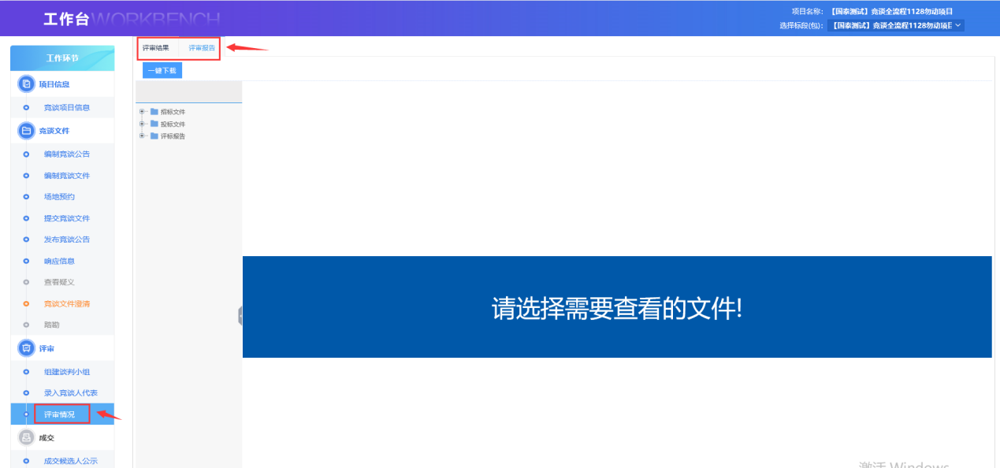 工作台WORKBENCH
项目名称: 【国泰测试】竞谈全流程1128勿动项目
选择标段(包): 【国泰测试】竞谈全流程1128勿动项目
工作环节
项目信息
竞谈项目信息
竞谈文件
编制竞谈公告
编制竞谈文件
场地预约
提交竞谈文件
发布竞谈公告
响应信息
查看疑义
竞谈文件澄清
踏勘
评审
组建谈判小组
录入竞谈人代表
评审情况
成交
成交候选人公示
评审结果 评审报告
一键下载
招标文件
投标文件
评标报告
请选择需要查看的文件!
激活 Windows